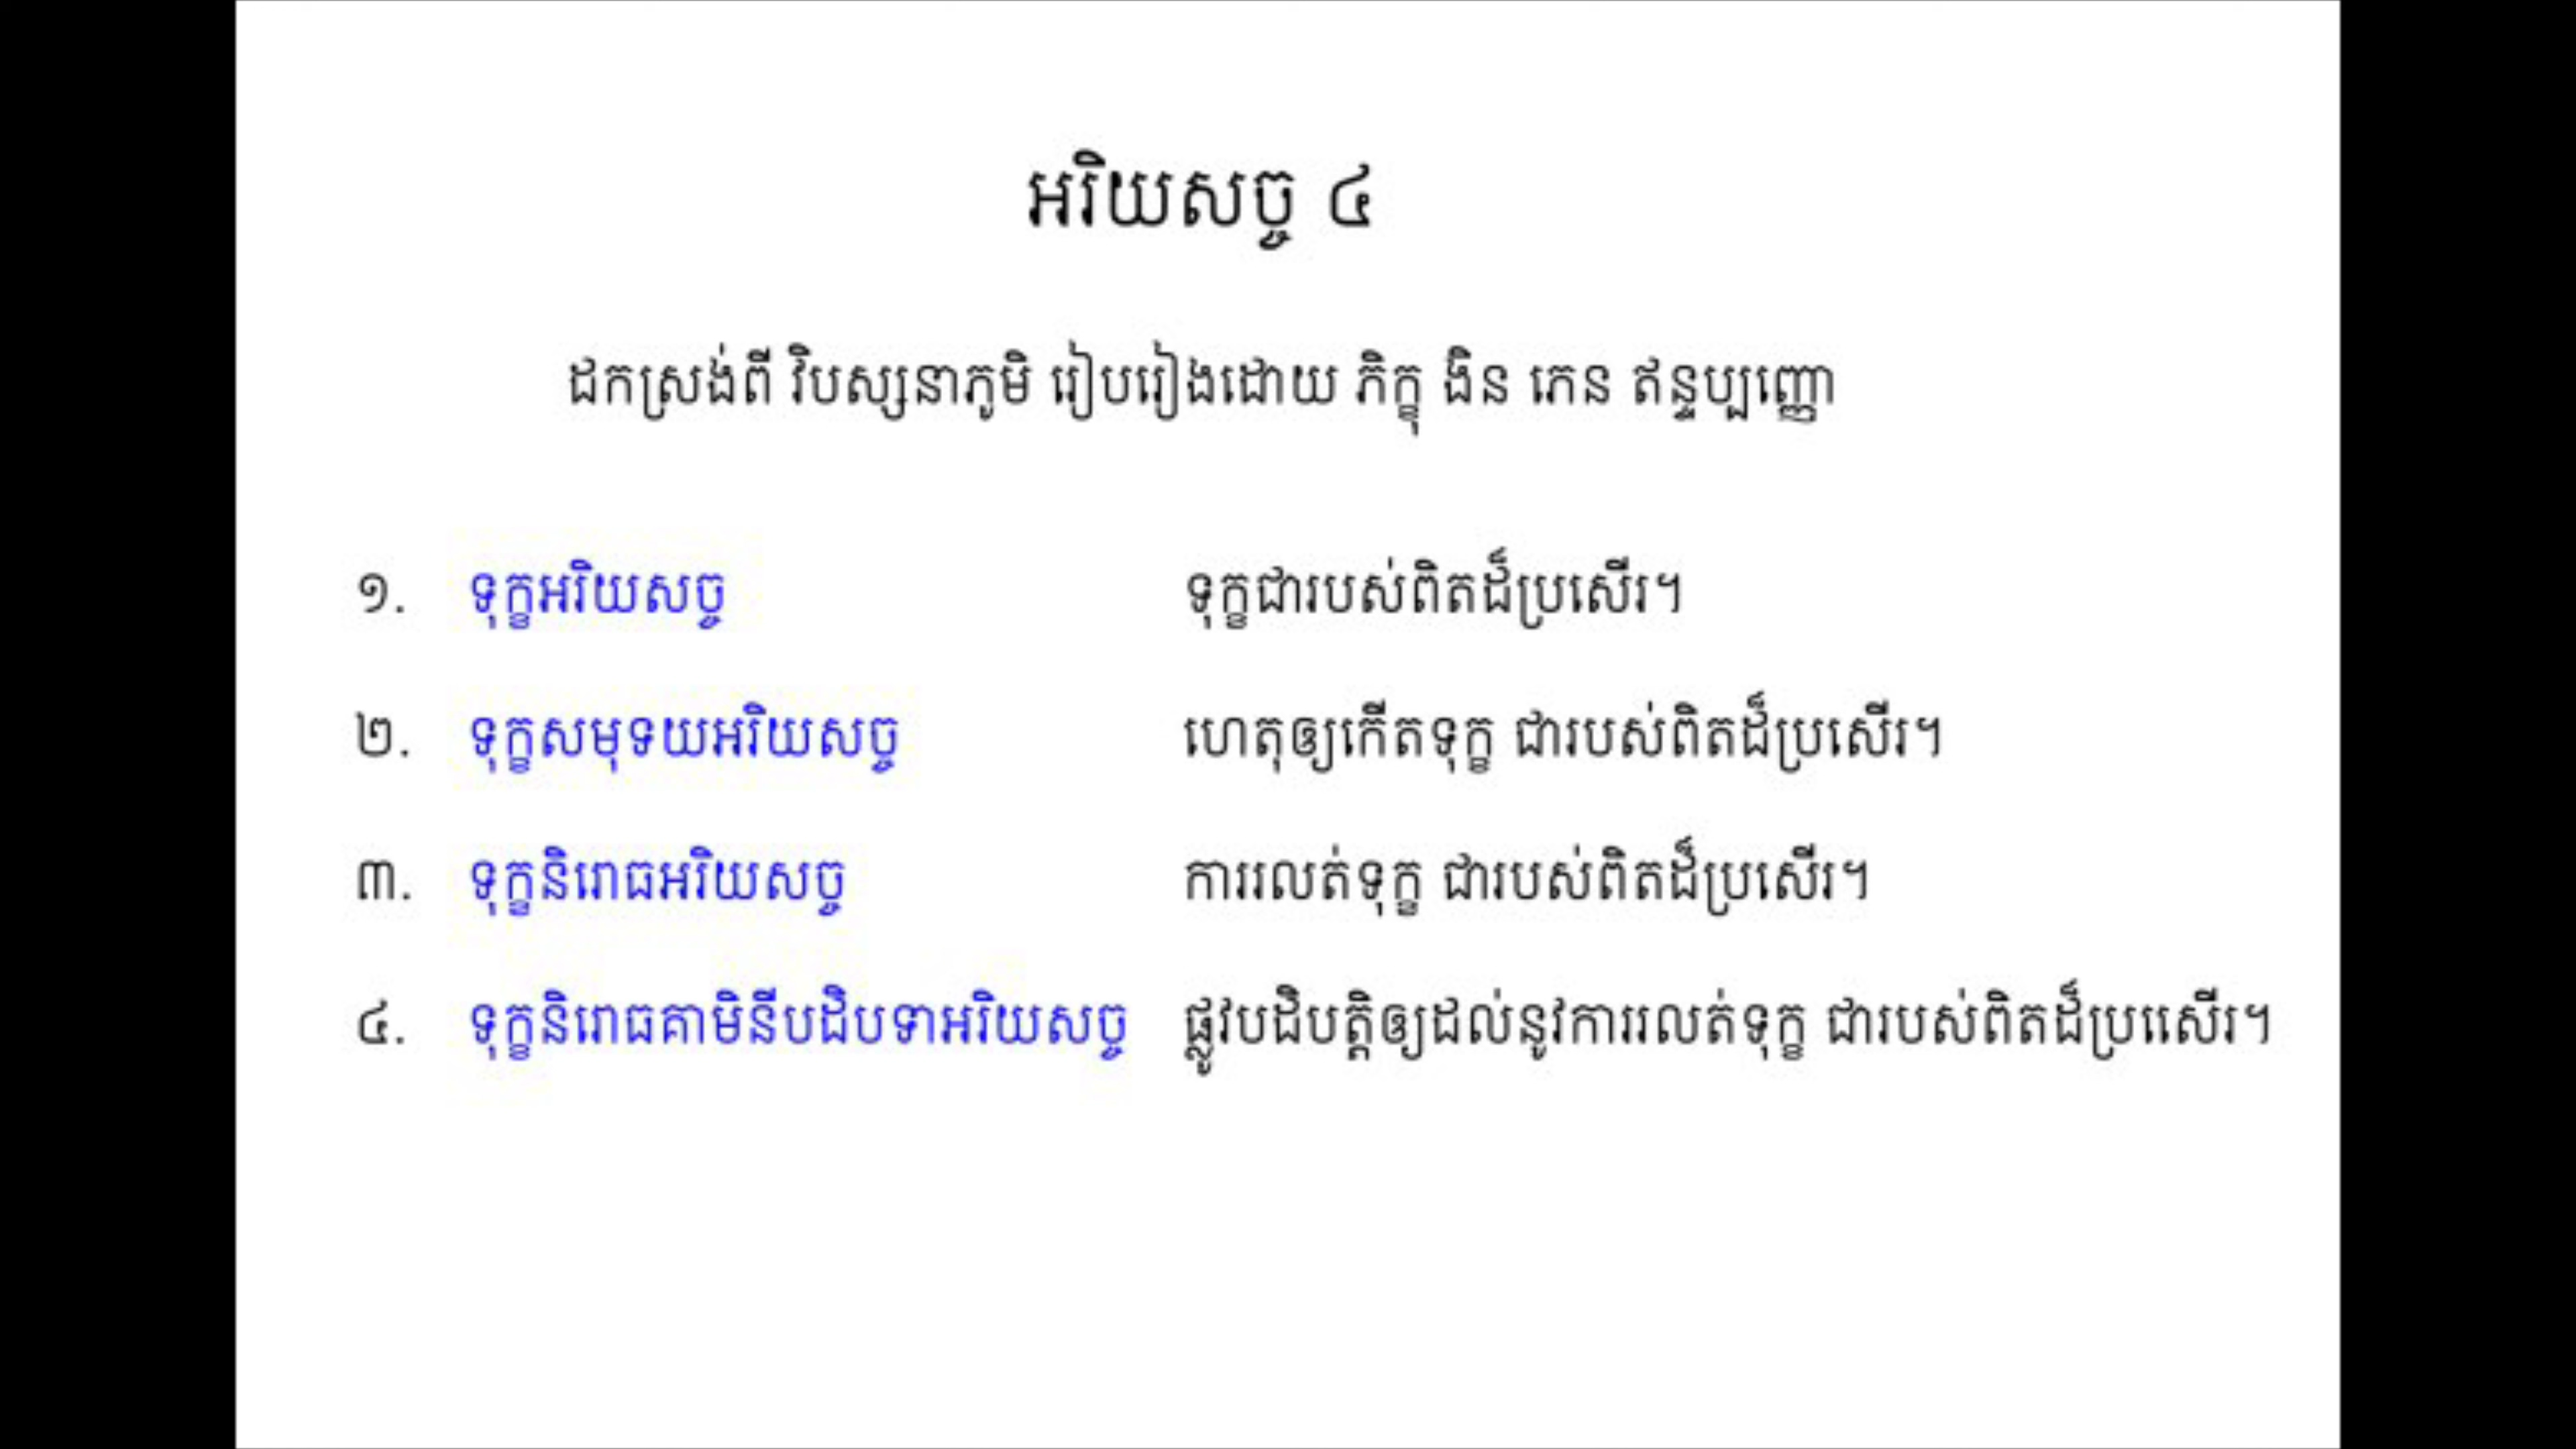 អរិយសច្ច ៤
ដកស្រង់ពី វិបស្សនាភូមិ រៀបរៀងដោយ ភិក្ខុ ងិន ភេន ឥន្ទប្បញ្ញោ
១. ទុក្ខអរិយសច្ច ទុក្ខជារបស់ពិតដ៏ប្រសើរ។
២. ទុក្ខសមុទយអរិយសច្ច ហេតុឲ្យកើតទុក្ខ ជារបស់ពិតដ៏ប្រសើរ។
៣. ទុក្ខនិរោធអរិយសច្ច ការរលត់ទុក្ខ ជារបស់ពិតដ៏ប្រសើរ។
៤. ទុក្ខនិរោធគាមិនីបដិបទាអរិយសច្ច ផ្លូវបដិបត្តិឲ្យដល់នូវការរលត់ទុក្ខ ជារបស់ពិតដ៏ប្រសើរ។